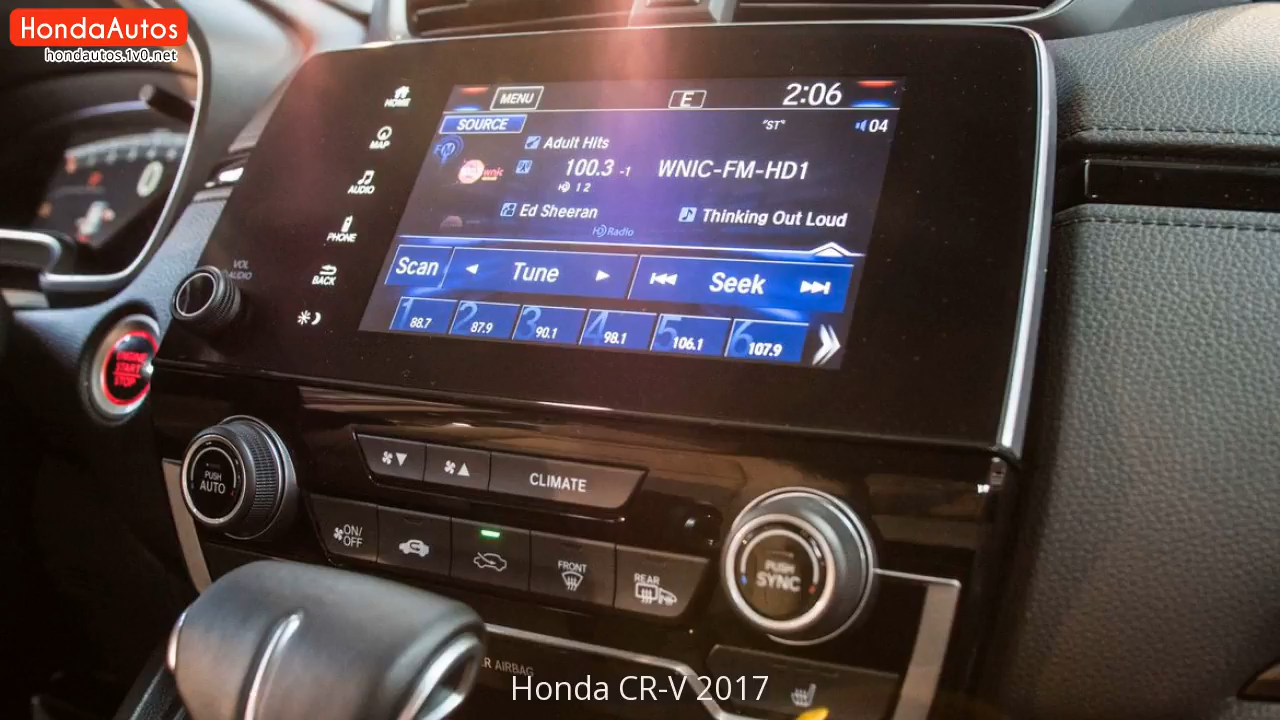 HondaAutos
hondautos.1v0.net
HOME
MENU
E
2:06
SOURCE
"ST"
04
MAP
FM
Adult Hits
100.3 -1
WNIC-FM-HD1
wnic
HD 1 2
AUDIO
Ed Sheeran
Thinking Out Loud
HD Radio
PHONE
VOL
AUDIO
BACK
Scan
Tune
Seek
1 88.7
2 87.9
3 90.1
4 98.1
5 106.1
6 107.9
ENGINE
START
STOP
PUSH
AUTO
CLIMATE
ON/
OFF
FRONT
REAR
PUSH
SYNC
R AIRBAG
Honda CR-V 2017